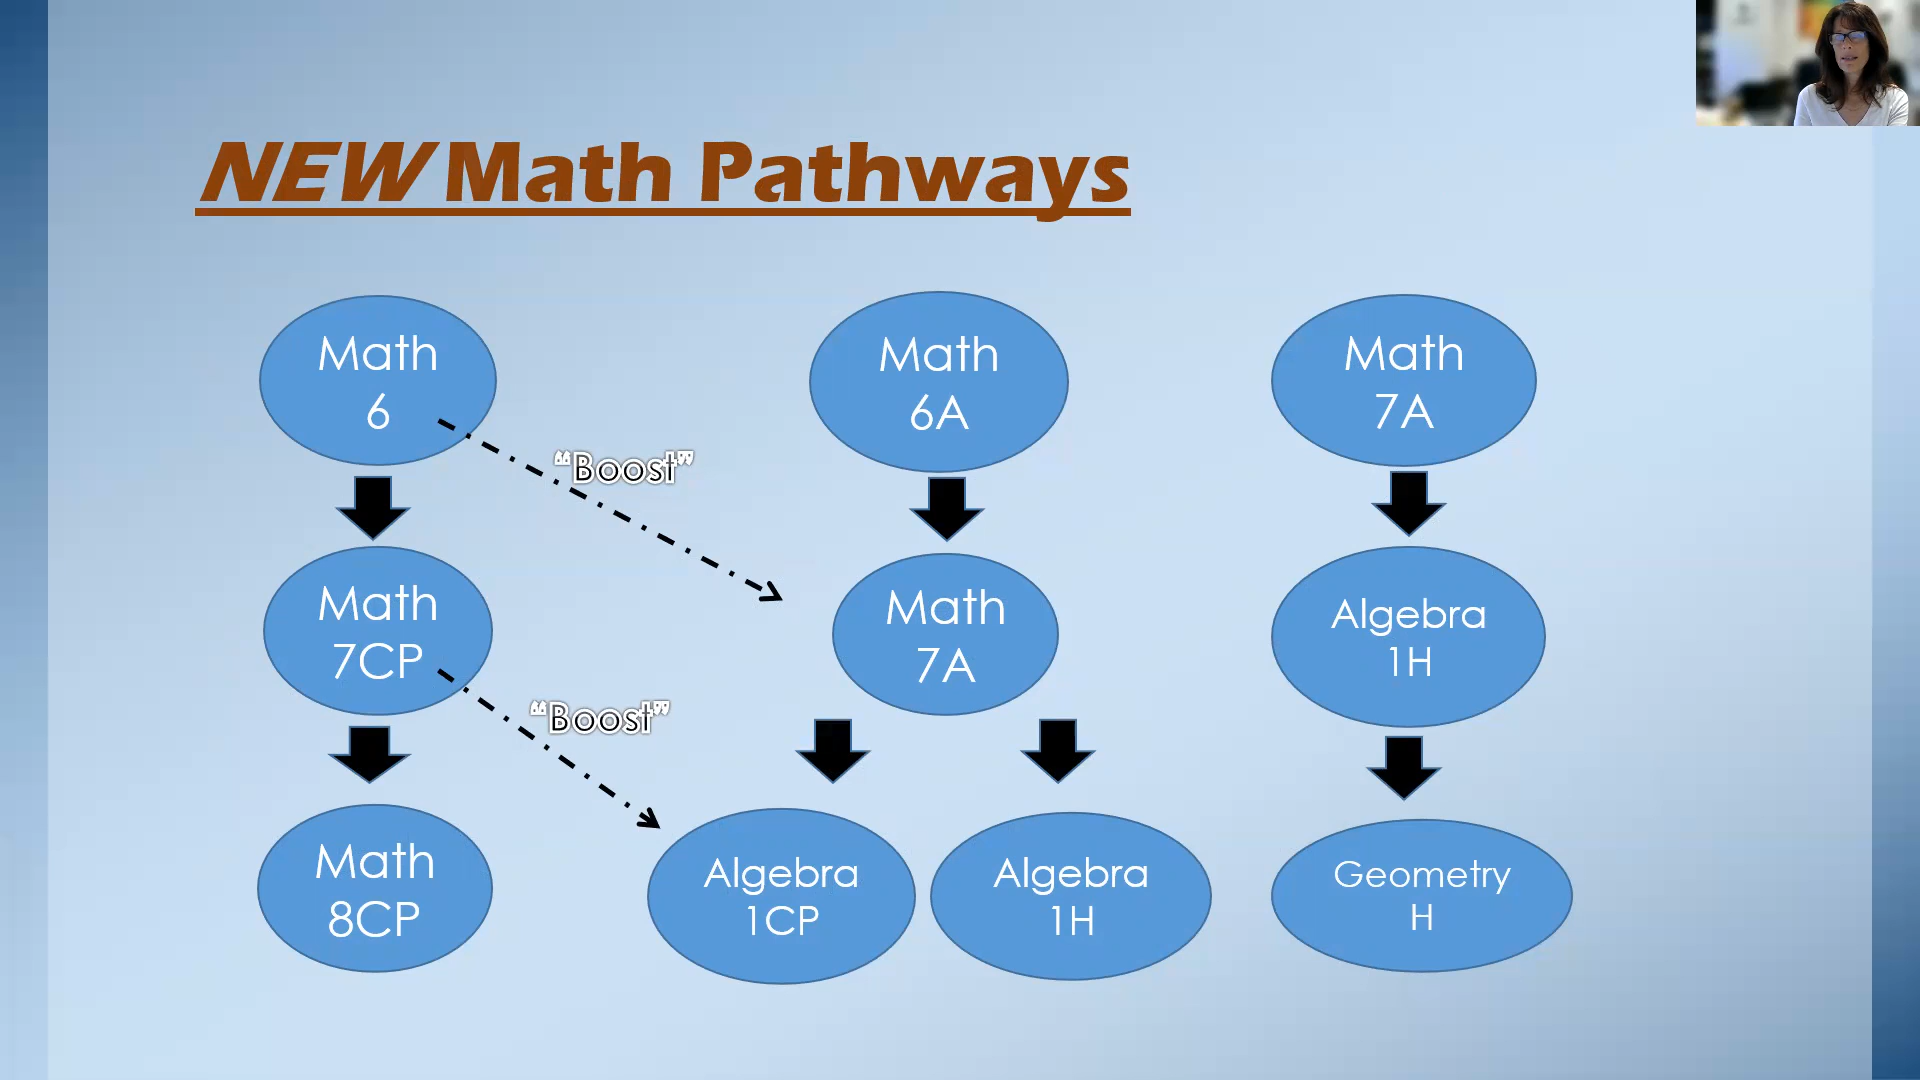 NEW Math Pathways
Math
6
Math
6A
Math
7A
“Boost”
Math
7CP
Math
7A
Algebra
1H
“Boost”
Math
8CP
Algebra
1CP
Algebra
1H
Geometry
H